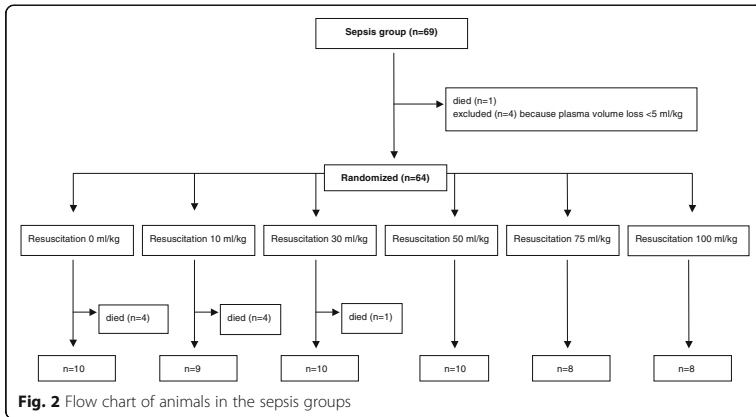 Sepsis group (n=69)
died (n=1)
excluded (n=4) because plasma volume loss <5 ml/kg
Randomized (n=64)
Resuscitation 0 ml/kg
Resuscitation 10 ml/kg
Resuscitation 30 ml/kg
Resuscitation 50 ml/kg
Resuscitation 75 ml/kg
Resuscitation 100 ml/kg
died (n=4)
died (n=4)
died (n=1)
n=10
n=9
n=10
n=10
n=8
n=8
Fig. 2 Flow chart of animals in the sepsis groups